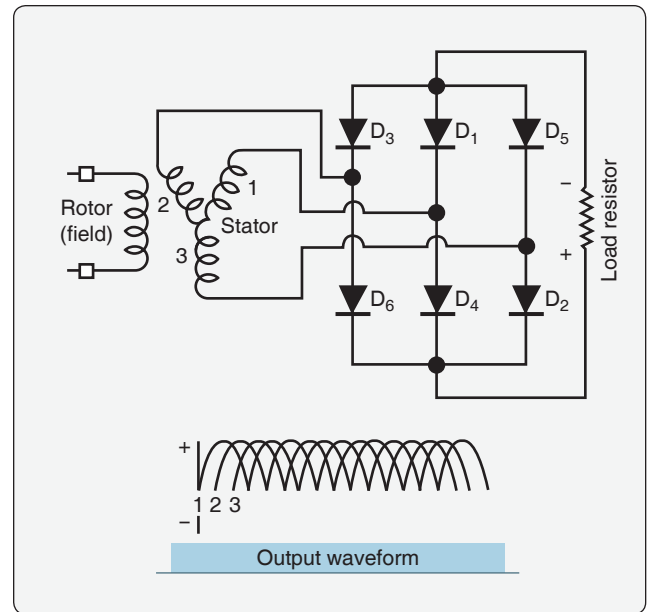 D3
D1
D5
Rotor
(field)
2
1
Stator
3
−
+
Load resistor
D6
D4
D2
+
1 2 3
−
Output waveform